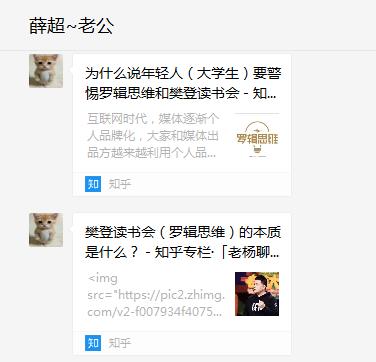 薛超~老公
为什么说年轻人（大学生）要警
惕罗辑思维和樊登读书会 - 知...
互联网时代，媒体逐渐个
人品牌化，大家和媒体出
品方越来越利用个人品...
罗辑思维
知 知乎
樊登读书会（罗辑思维）的本质
是什么？ - 知乎专栏·「老杨聊...
<img
src="https://pic2.zhimg.
com/v2-f007934f4075...
知 知乎